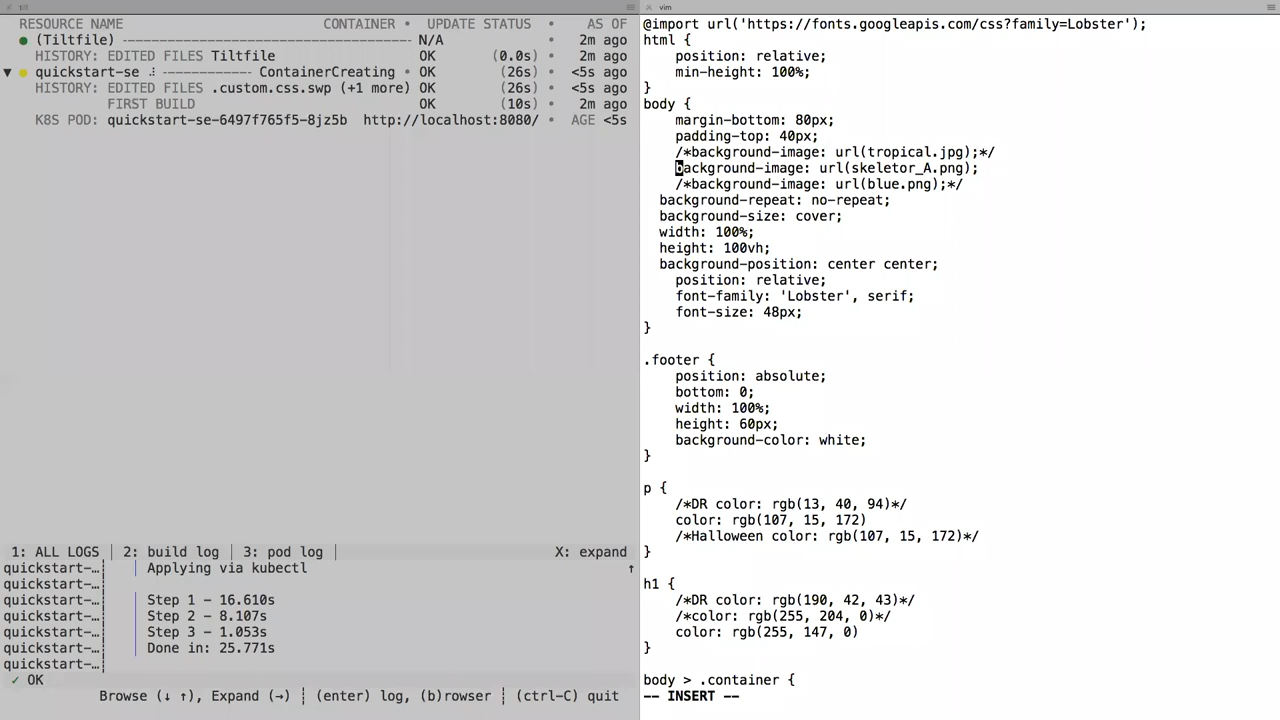 RESOURCE NAME CONTAINER • UPDATE STATUS • AS OF
● (Tiltfile) N/A • 2m ago
HISTORY: EDITED FILES Tiltfile OK (0.0s) • 2m ago
▼ ● quickstart-se ContainerCreating • OK (26s) • <5s ago
HISTORY: EDITED FILES .custom.css.swp (+1 more) OK (26s) • <5s ago
FIRST BUILD OK (10s) • 2m ago
K8S POD: quickstart-se-6497f765f5-8jz5b http://localhost:8080/ • AGE <5s
1: ALL LOGS │ 2: build log │ 3: pod log │ X: expand
quickstart-…┊ │ Applying via kubectl ↑
quickstart-…┊
quickstart-…┊ │ Step 1 - 16.610s
quickstart-…┊ │ Step 2 - 8.107s
quickstart-…┊ │ Step 3 - 1.053s
quickstart-…┊ │ Done in: 25.771s
quickstart-…┊
✓ OK
Browse (↓ ↑), Expand (→) ┊ (enter) log, (b)rowser ┊ (ctrl-C) quit
vim
@import url('https://fonts.googleapis.com/css?family=Lobster');
html {
    position: relative;
    min-height: 100%;
}
body {
    margin-bottom: 80px;
    padding-top: 40px;
    /*background-image: url(tropical.jpg);*/
    background-image: url(skeletor_A.png);
    /*background-image: url(blue.png);*/
  background-repeat: no-repeat;
  background-size: cover;
  width: 100%;
  height: 100vh;
  background-position: center center;
    position: relative;
    font-family: 'Lobster', serif;
    font-size: 48px;
}
.footer {
    position: absolute;
    bottom: 0;
    width: 100%;
    height: 60px;
    background-color: white;
}
p {
    /*DR color: rgb(13, 40, 94)*/
    color: rgb(107, 15, 172)
    /*Halloween color: rgb(107, 15, 172)*/
}
h1 {
    /*DR color: rgb(190, 42, 43)*/
    /*color: rgb(255, 204, 0)*/
    color: rgb(255, 147, 0)
}
body > .container {
-- INSERT --